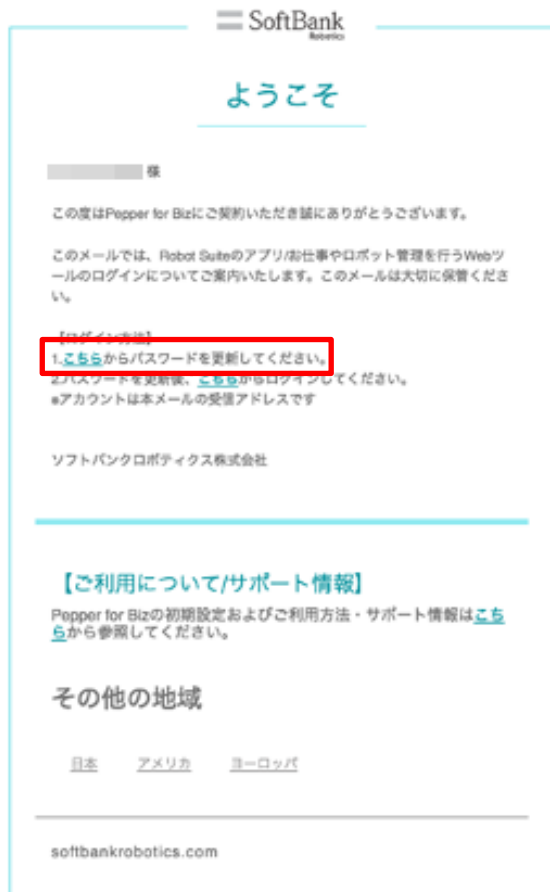 SoftBank
Robotics
ようこそ
様
この度はPepper for Bizにご契約いただき誠にありがとうございます。
このメールでは、Robot Suiteのアプリ/お仕事やロボット管理を行うWebツ
ールのログインについてご案内いたします。このメールは大切に保管くださ
い。
【ログイン方法】
1.こちらからパスワードを更新してください。
2.パスワードを更新後、こちらからログインしてください。
※アカウントは本メールの受信アドレスです
ソフトバンクロボティクス株式会社
【ご利用について/サポート情報】
Pepper for Bizの初期設定およびご利用方法・サポート情報はこち
らから参照してください。
その他の地域
日本 アメリカ ヨーロッパ
softbankrobotics.com